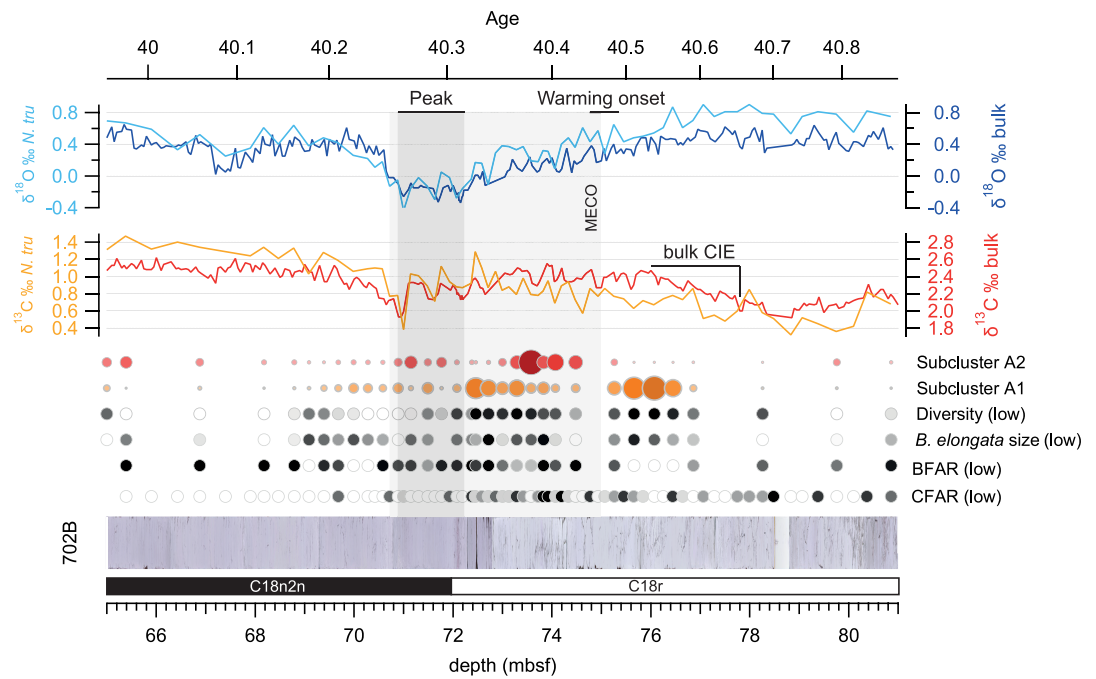 Age
40 40.1 40.2 40.3 40.4 40.5 40.6 40.7 40.8
Peak
Warming onset
0.8 0.4 0.0 -0.4
δ18O ‰ N. tru
0.8 0.4 0.0 -0.4
δ18O ‰ bulk
MECO
bulk CIE
1.4 1.2 1.0 0.8 0.6 0.4
δ13C ‰ N. tru
2.8 2.6 2.4 2.2 2.0 1.8
δ13C ‰ bulk
Subcluster A2
Subcluster A1
Diversity (low)
B. elongata size (low)
BFAR (low)
CFAR (low)
702B
C18n2n
C18r
66 68 70 72 74 76 78 80
depth (mbsf)